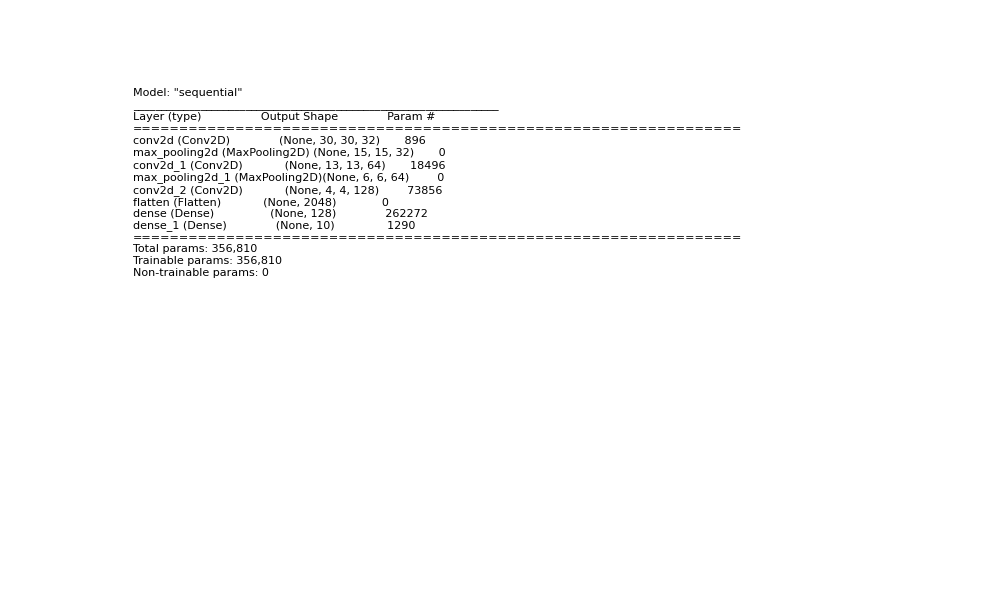 Model: "sequential"
_________________________________________________________________
Layer (type)                 Output Shape              Param #
=================================================================
conv2d (Conv2D)              (None, 30, 30, 32)       896
max_pooling2d (MaxPooling2D) (None, 15, 15, 32)       0
conv2d_1 (Conv2D)            (None, 13, 13, 64)       18496
max_pooling2d_1 (MaxPooling2D)(None, 6, 6, 64)        0
conv2d_2 (Conv2D)            (None, 4, 4, 128)        73856
flatten (Flatten)            (None, 2048)             0
dense (Dense)                (None, 128)              262272
dense_1 (Dense)              (None, 10)               1290
=================================================================
Total params: 356,810
Trainable params: 356,810
Non-trainable params: 0